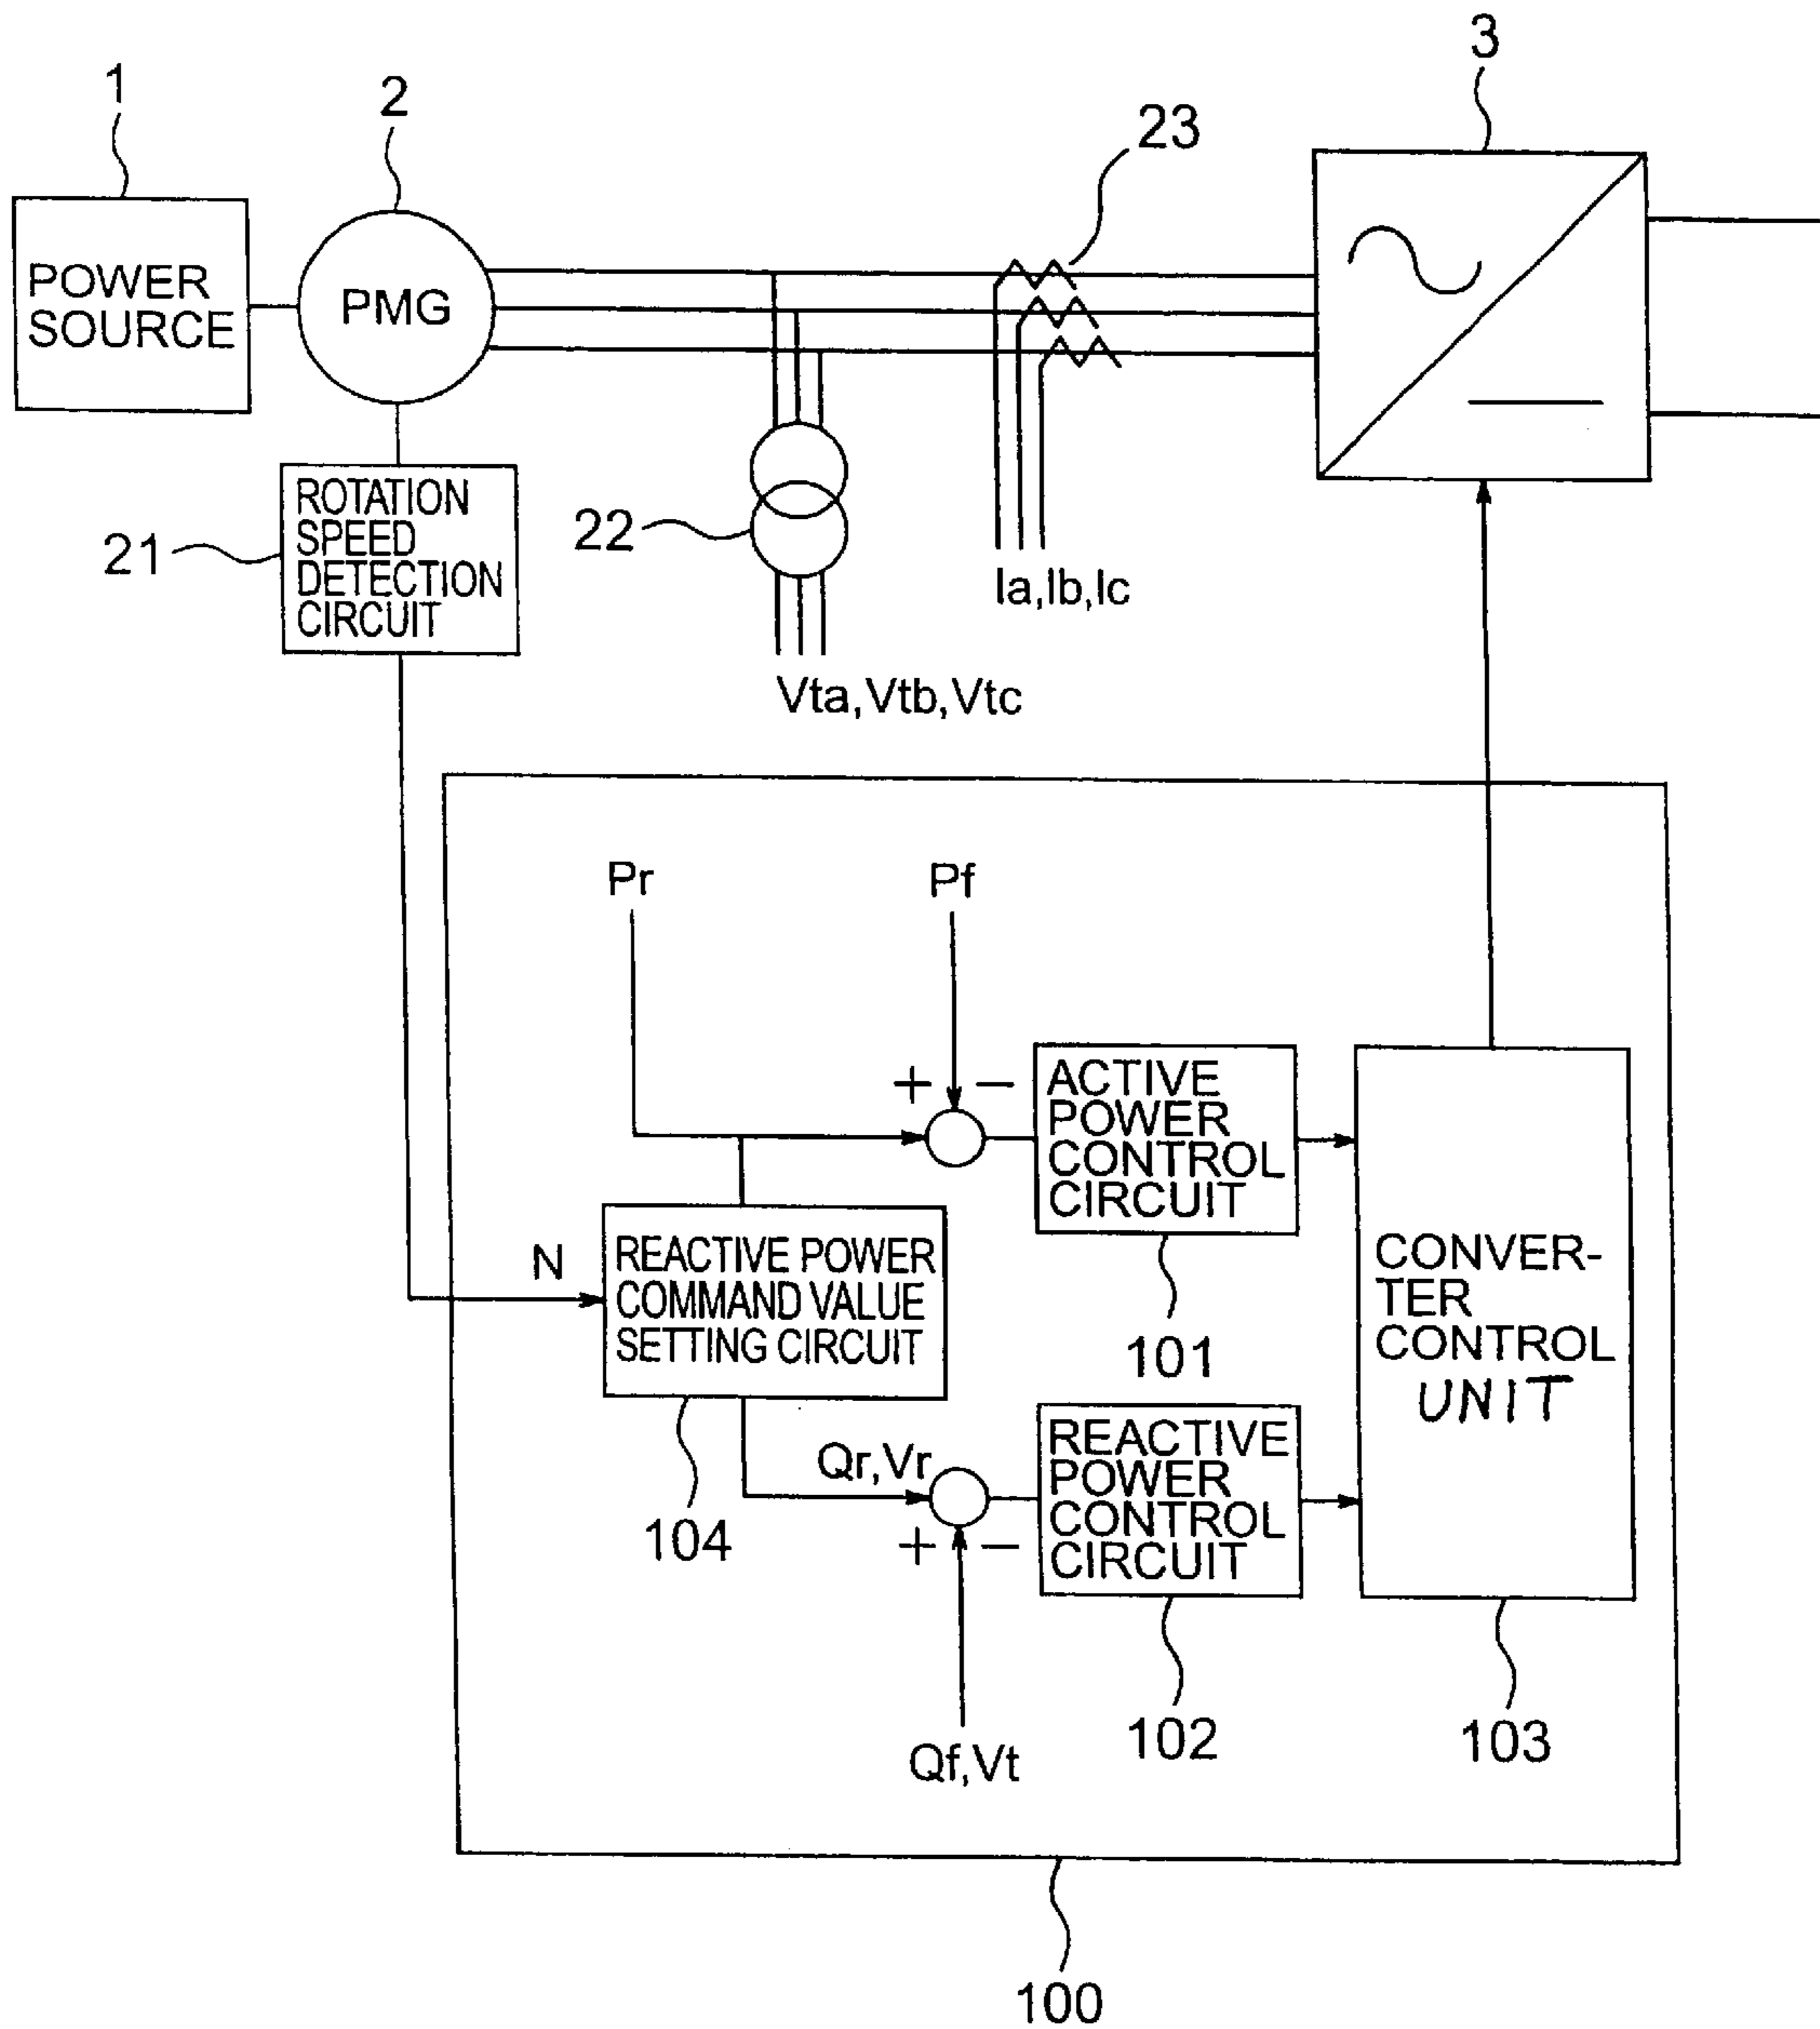 1
2
3
23
POWER
SOURCE
PMG
21
ROTATION
SPEED
DETECTION
CIRCUIT
22
Ia,Ib,Ic
Vta,Vtb,Vtc
Pr
Pf
+ −
ACTIVE
POWER
CONTROL
CIRCUIT
N
REACTIVE POWER
COMMAND VALUE
SETTING CIRCUIT
101
CONVER-
TER
CONTROL
UNIT
104
Qr,Vr
+ −
REACTIVE
POWER
CONTROL
CIRCUIT
Qf,Vt
102
103
100